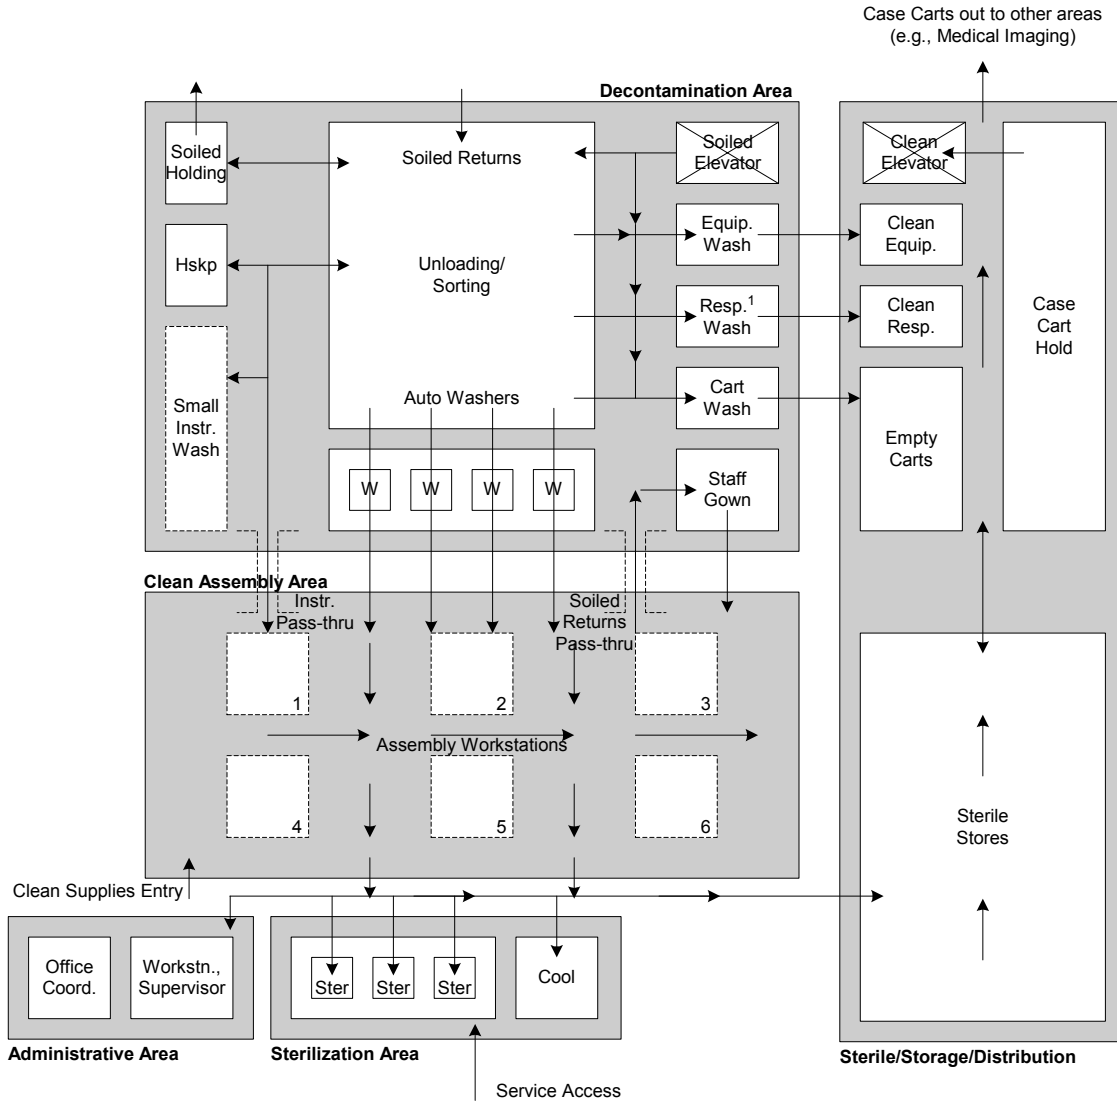 Case Carts out to other areas
(e.g., Medical Imaging)
Decontamination Area
Soiled
Holding
Soiled Returns
Soiled
Elevator
Clean
Elevator
Hskp
Unloading/
Sorting
Equip.
Wash
Clean
Equip.
Resp.¹
Wash
Clean
Resp.
Case
Cart
Hold
Small
Instr.
Wash
Auto Washers
Cart
Wash
Empty
Carts
W
W
W
W
Staff
Gown
Clean Assembly Area
Instr.
Pass-thru
Soiled
Returns
Pass-thru
1
2
3
Assembly Workstations
4
5
6
Sterile
Stores
Clean Supplies Entry
Office
Coord.
Workstn.,
Supervisor
Ster
Ster
Ster
Cool
Administrative Area
Sterilization Area
Sterile/Storage/Distribution
Service Access